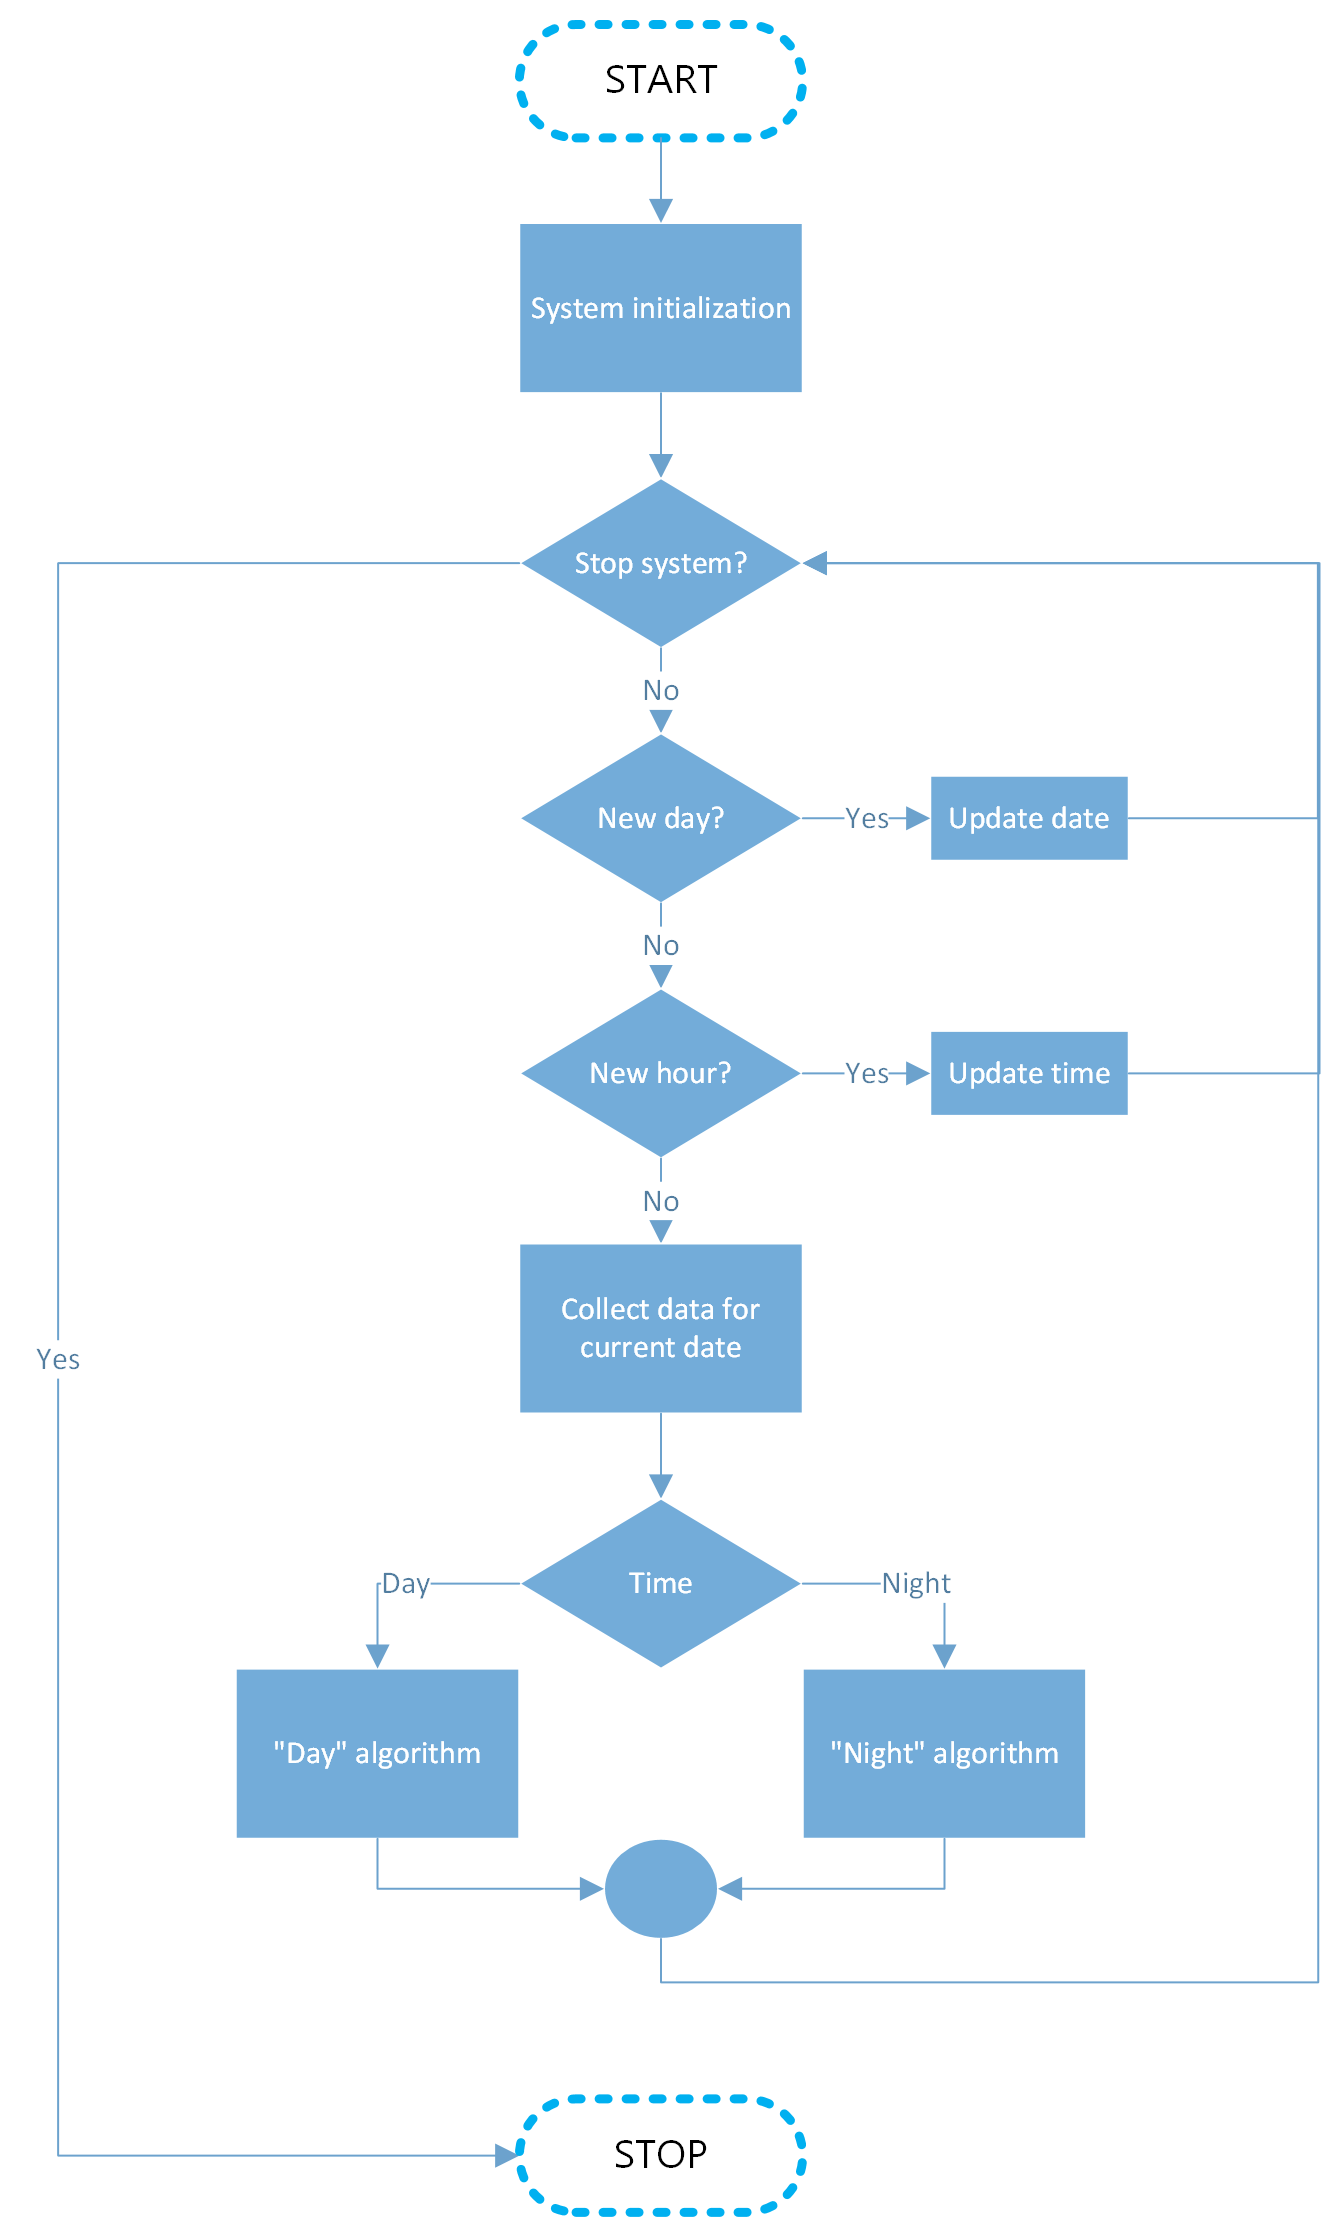 START
System initialization
Stop system?
No
New day?
Yes
Update date
No
New hour?
Yes
Update time
No
Collect data for
current date
Yes
Day
Time
Night
"Day" algorithm
"Night" algorithm
STOP